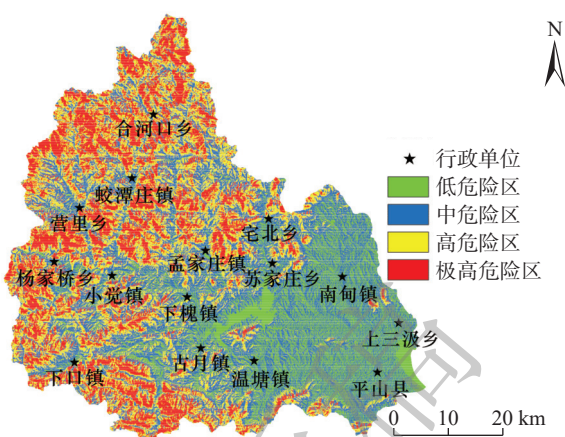 N
合河口乡
★ 行政单位
蛟潭庄镇
低危险区
营里乡
中危险区
宅北乡
高危险区
孟家庄镇
极高危险区
杨家桥乡
苏家庄乡
小觉镇
南甸镇
下槐镇
上三汲乡
古月镇
下口镇
温塘镇
平山县
0 10 20 km